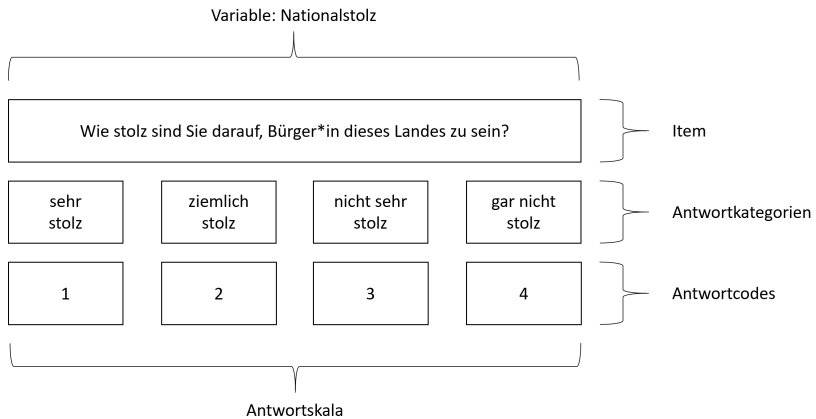 Variable: Nationalstolz
Wie stolz sind Sie darauf, Bürger*in dieses Landes zu sein?
Item
sehr
stolz
ziemlich
stolz
nicht sehr
stolz
gar nicht
stolz
Antwortkategorien
1
2
3
4
Antwortcodes
Antwortskala